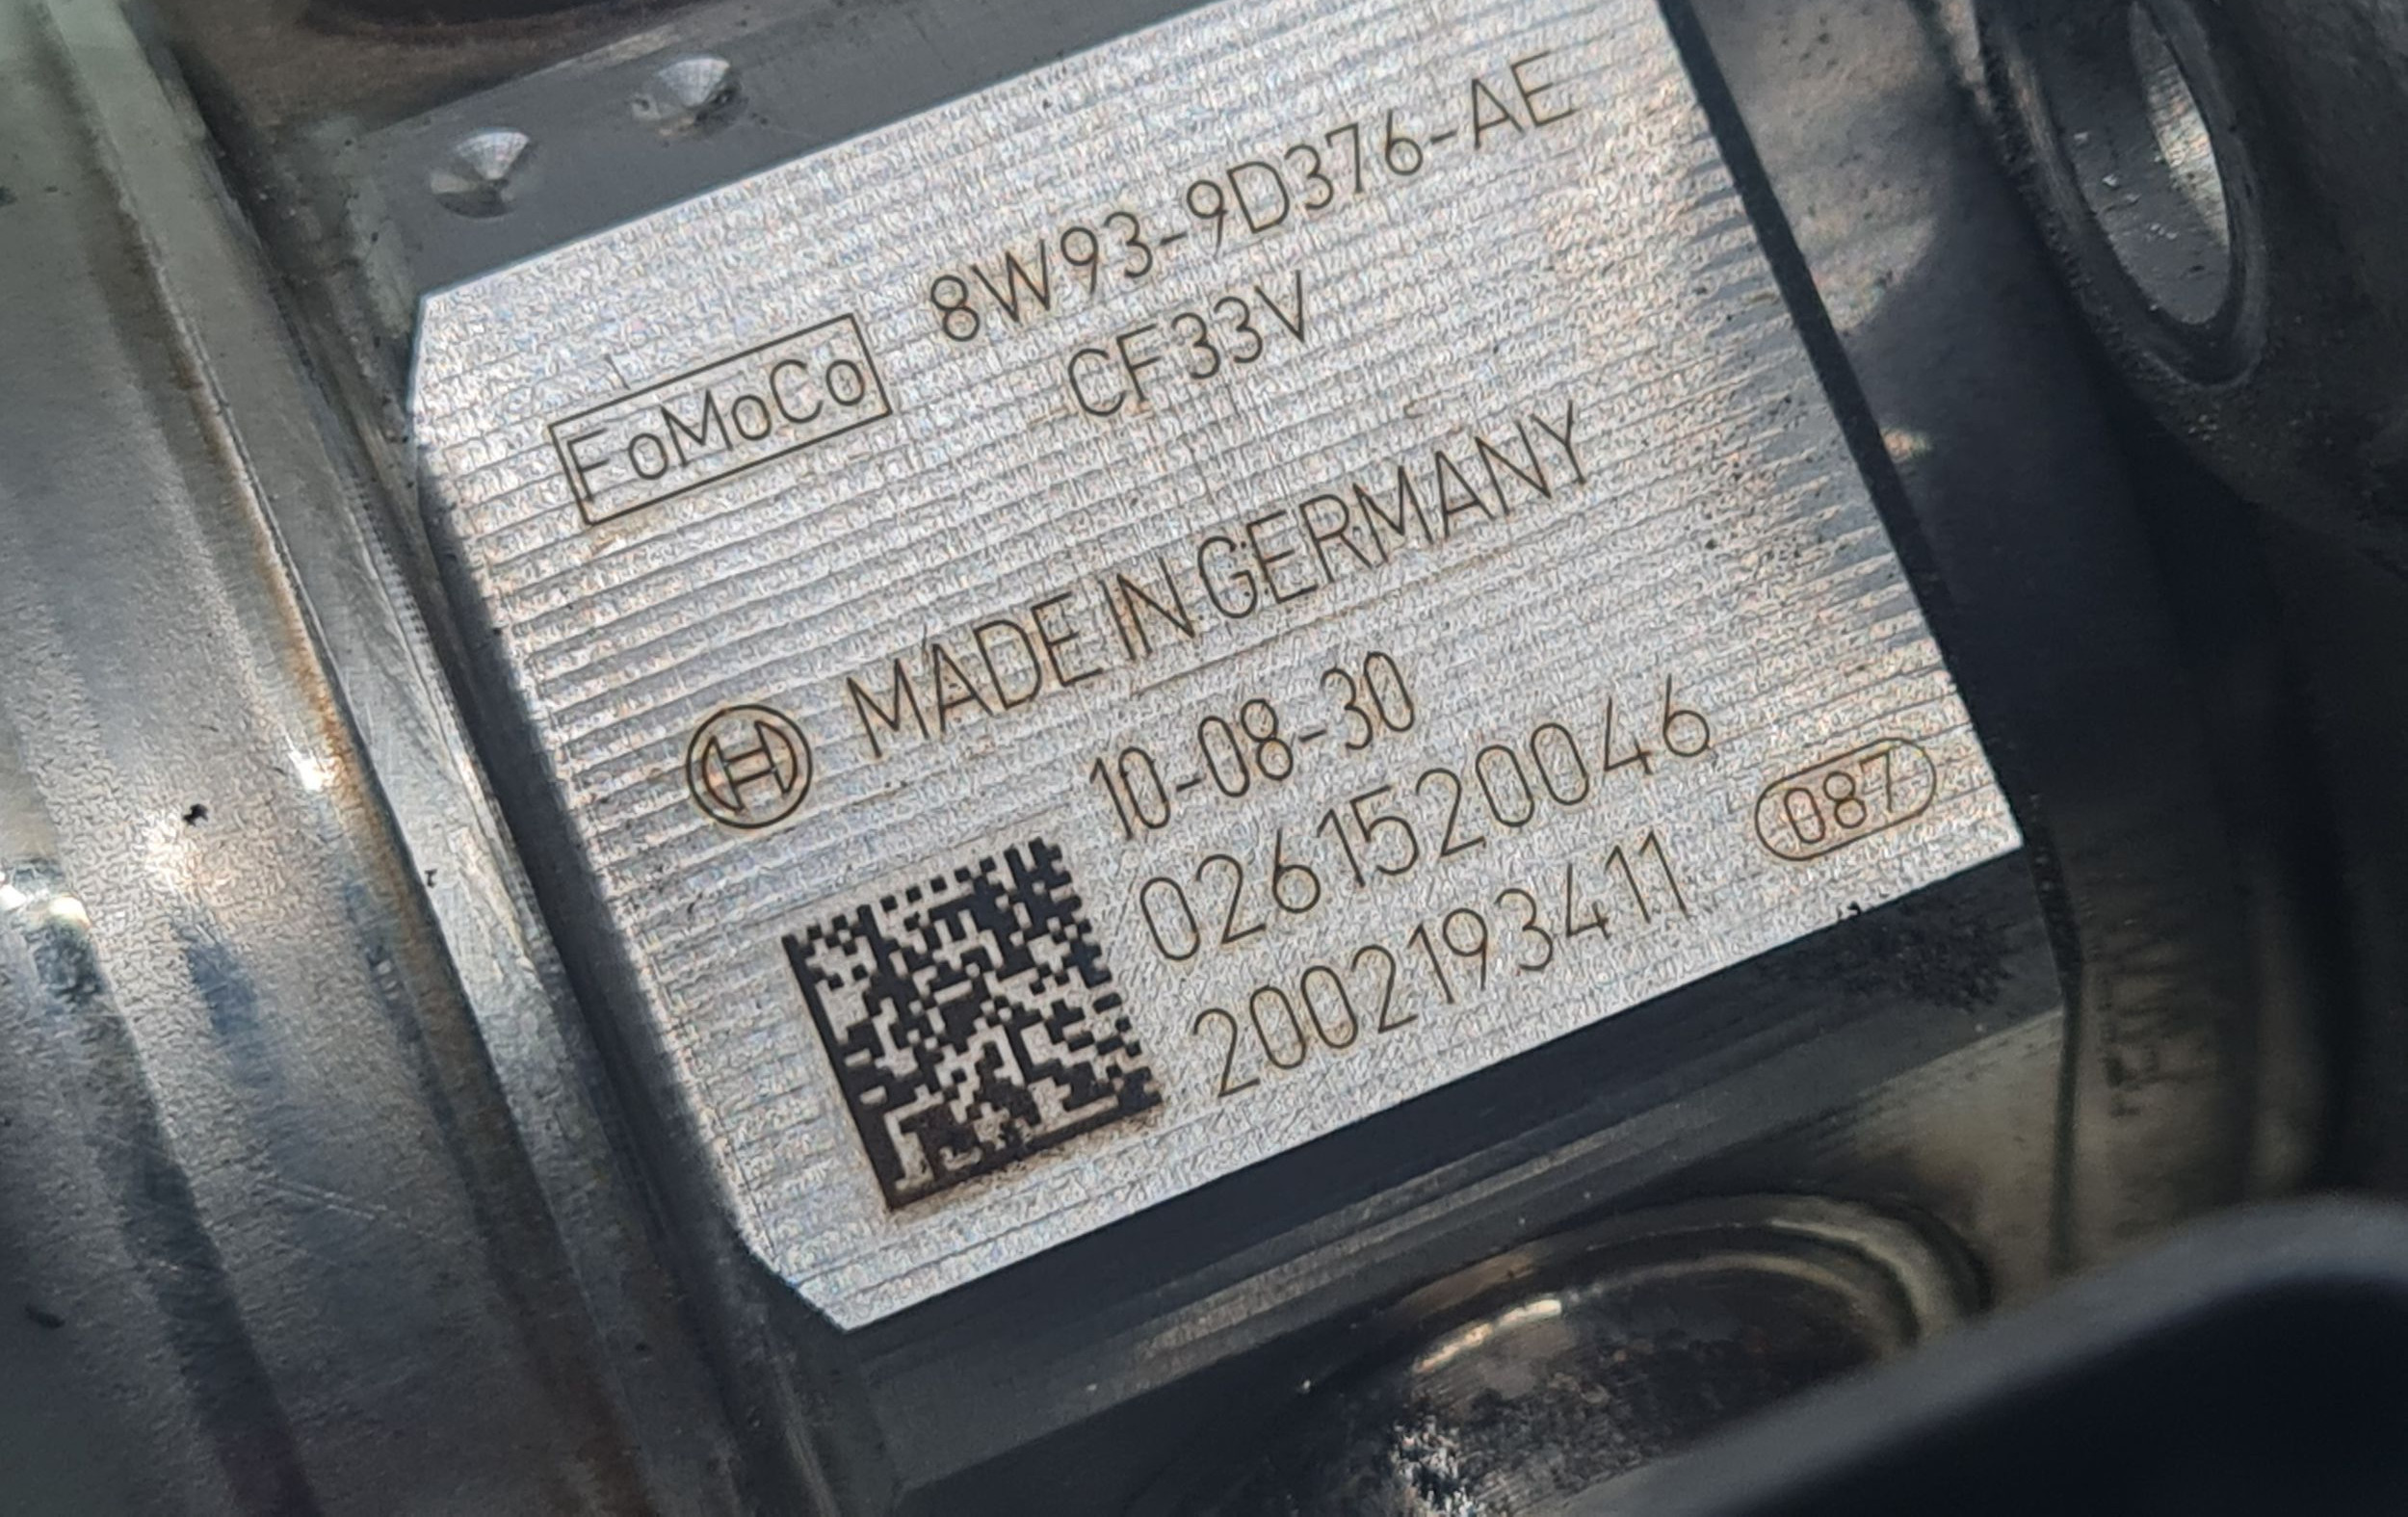 FoMoCo 8W93-9D376-AE
CF33V
MADE IN GERMANY
10-08-30
0261520046
2002193411 087